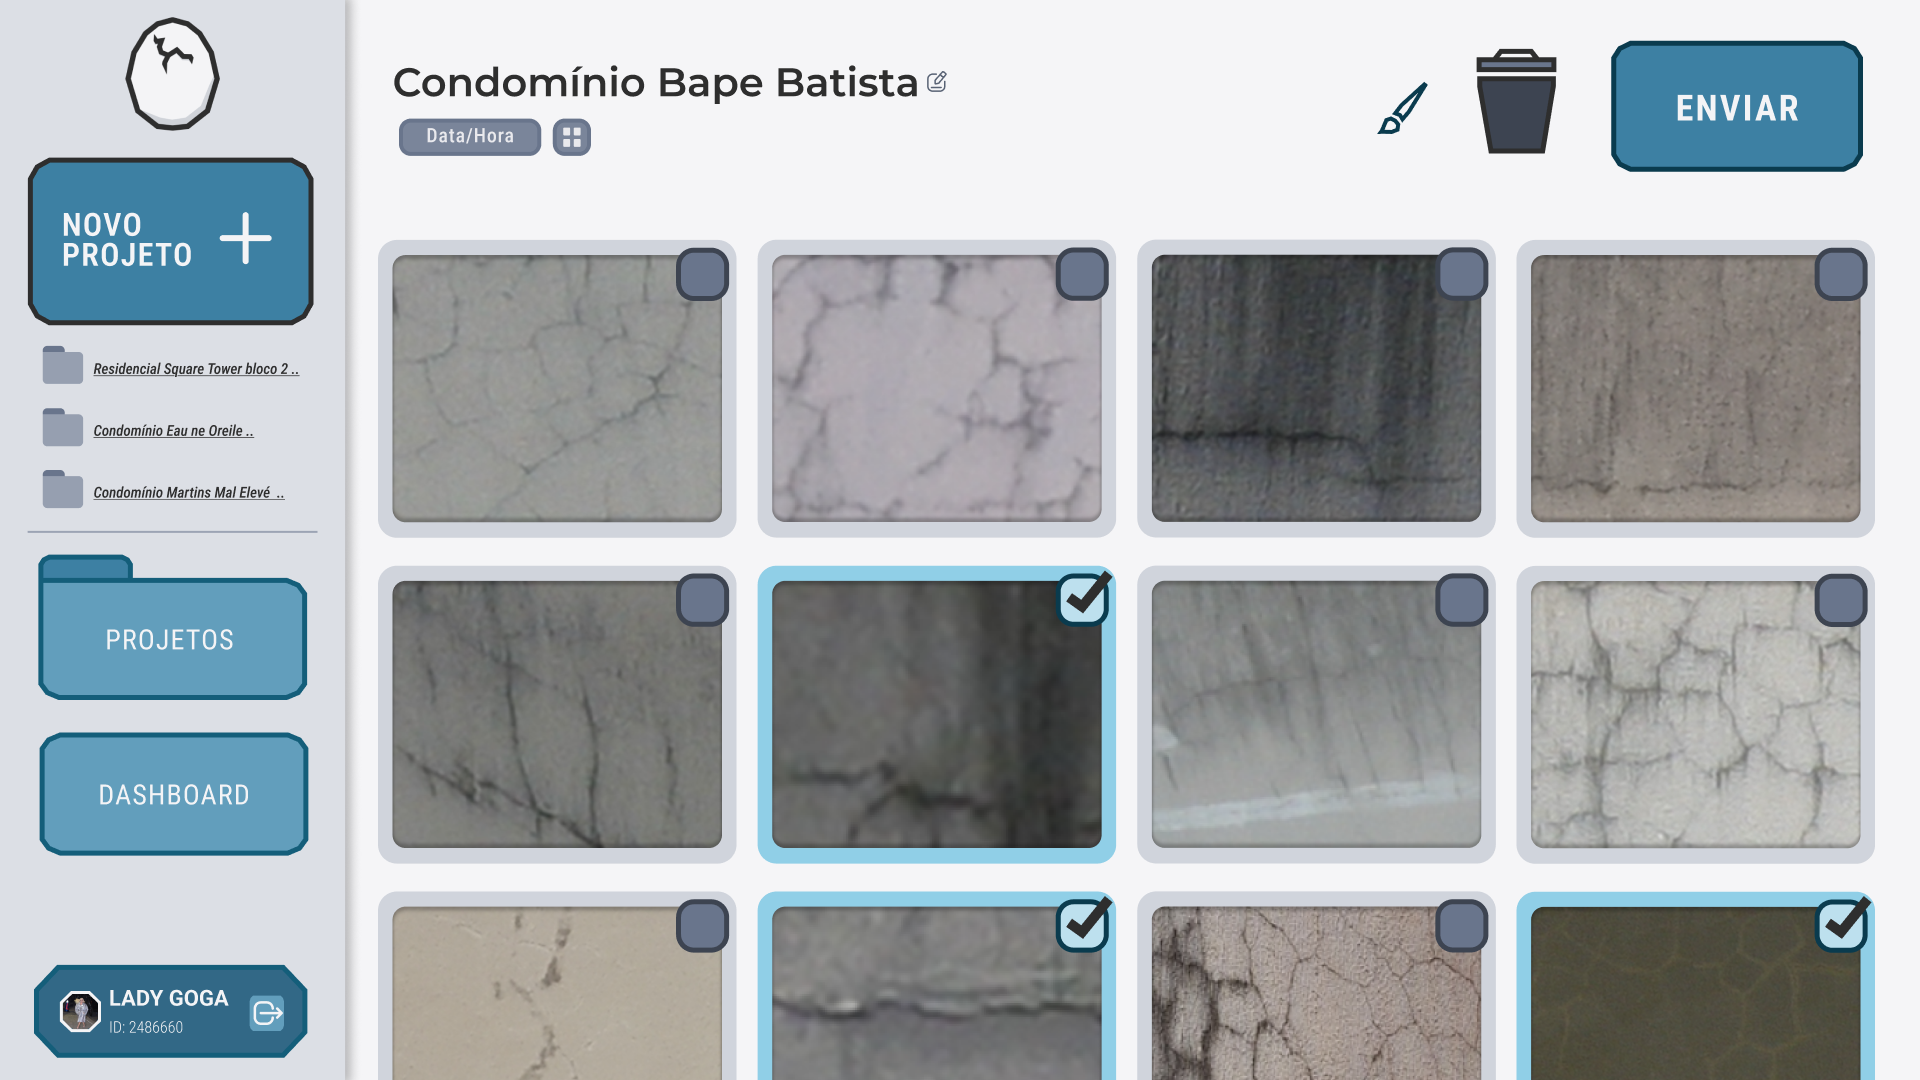 NOVO
PROJETO
Residencial Square Tower bloco 2 ..
Condomínio Eau ne Oreile ..
Condomínio Martins Mal Elevé ..
PROJETOS
DASHBOARD
LADY GOGA
ID: 2486660
Condomínio Bape Batista
Data/Hora
ENVIAR